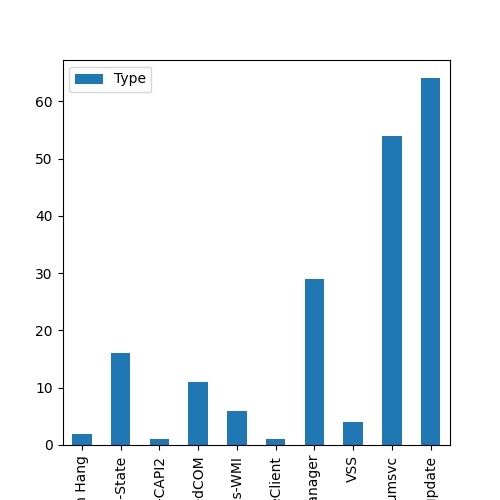 Type
60
50
40
30
20
10
0
n Hang
-State
-CAPI2
dCOM
s-WMI
-Client
anager
VSS
umsvc
pdate